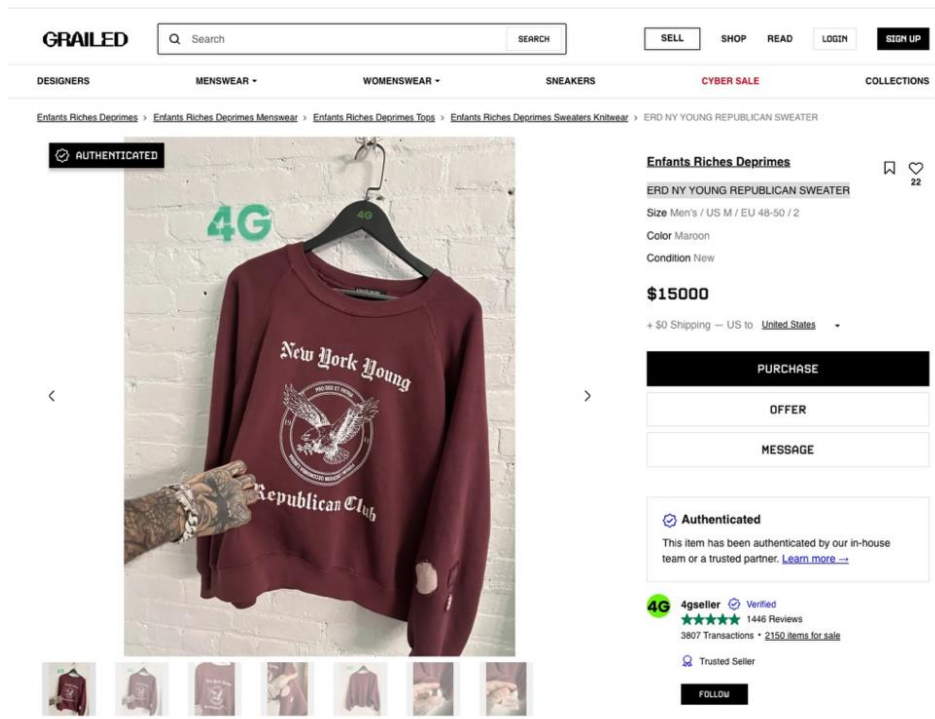 GRAILED
Search
SEARCH
SELL
SHOP
READ
LOGIN
SIGN UP
DESIGNERS
MENSWEAR
WOMENSWEAR
SNEAKERS
CYBER SALE
COLLECTIONS
Enfants Riches Deprimes > Enfants Riches Deprimes Menswear > Enfants Riches Deprimes Tops > Enfants Riches Deprimes Sweaters Knitwear > ERD NY YOUNG REPUBLICAN SWEATER
AUTHENTICATED
4G
4G
New York Young
PRO DEO ET PATRIA
19
Republican Club
Enfants Riches Deprimes
22
ERD NY YOUNG REPUBLICAN SWEATER
Size Men's / US M / EU 48-50 / 2
Color Maroon
Condition New
$15000
+ $0 Shipping — US to United States
PURCHASE
OFFER
MESSAGE
Authenticated
This item has been authenticated by our in-house
team or a trusted partner. Learn more →
4G
4gseller Verified
1446 Reviews
3807 Transactions • 2150 items for sale
Trusted Seller
FOLLOW